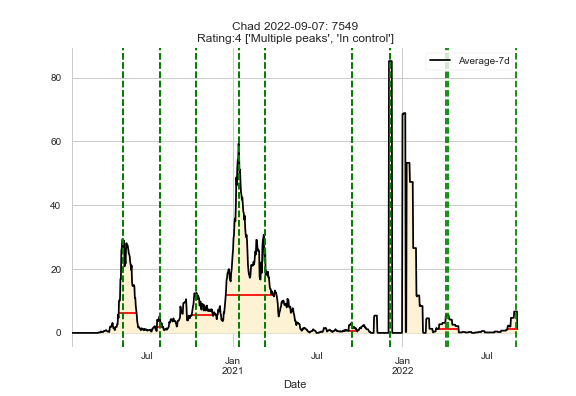 Chad 2022-09-07: 7549
Rating:4 ['Multiple peaks', 'In control']
Average-7d
80
60
40
20
0
Jul
Jan
2021
Jul
Jan
2022
Jul
Date